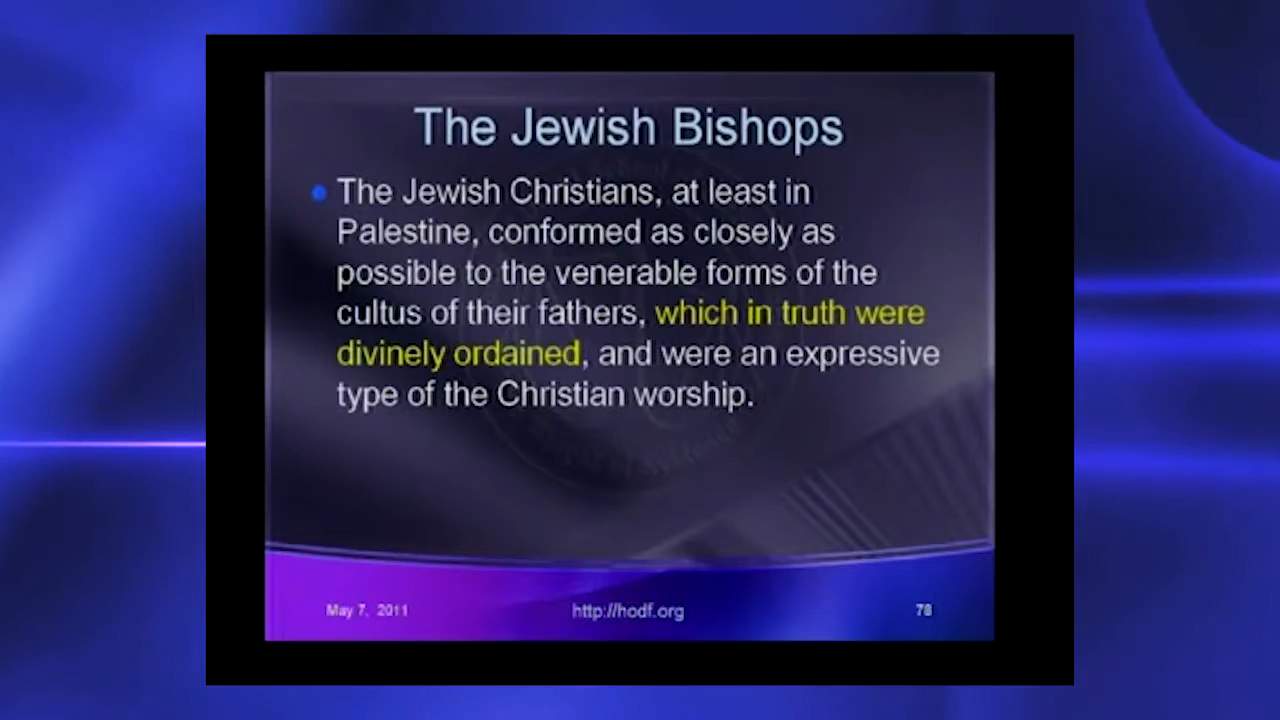 The Jewish Bishops
The Jewish Christians, at least in
Palestine, conformed as closely as
possible to the venerable forms of the
cultus of their fathers, which in truth were
divinely ordained, and were an expressive
type of the Christian worship.
May 7, 2011
http://hodf.org
78